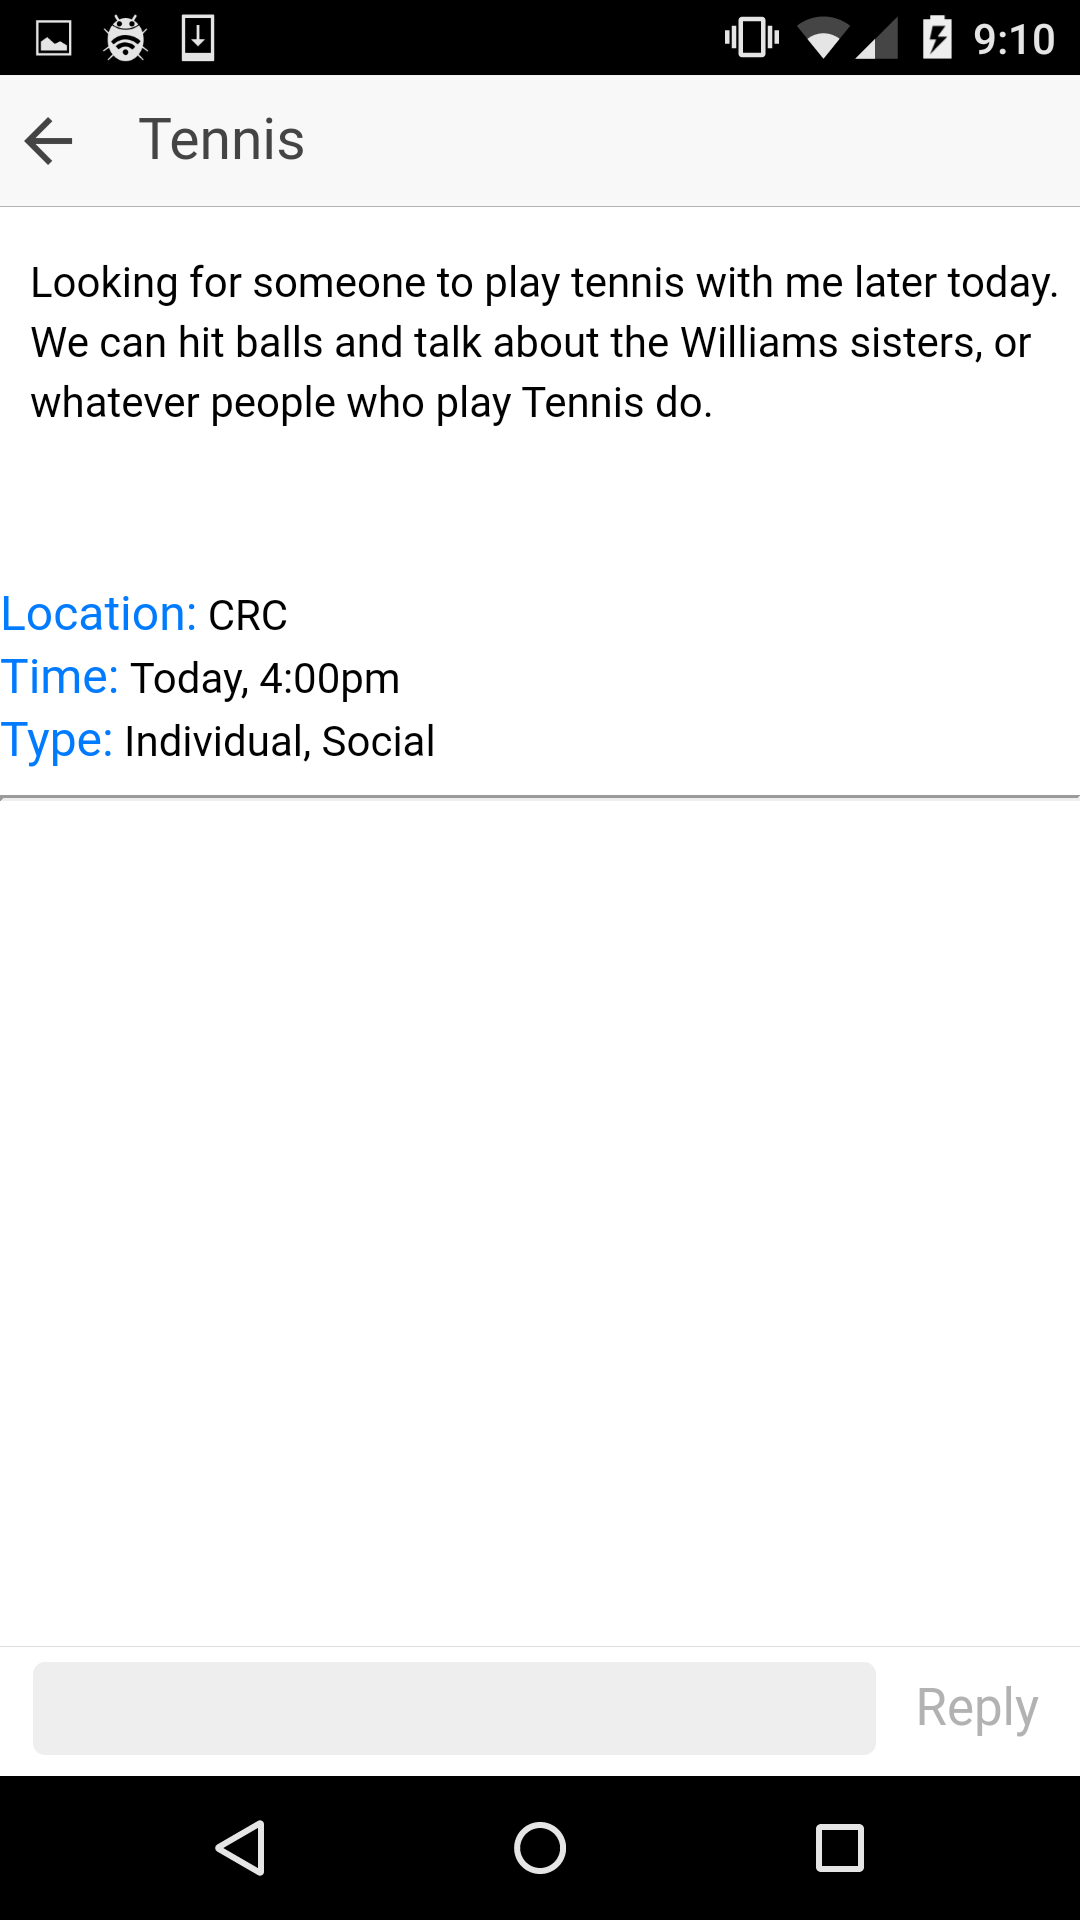 9:10
Tennis
Looking for someone to play tennis with me later today.
We can hit balls and talk about the Williams sisters, or
whatever people who play Tennis do.
Location: CRC
Time: Today, 4:00pm
Type: Individual, Social
Reply